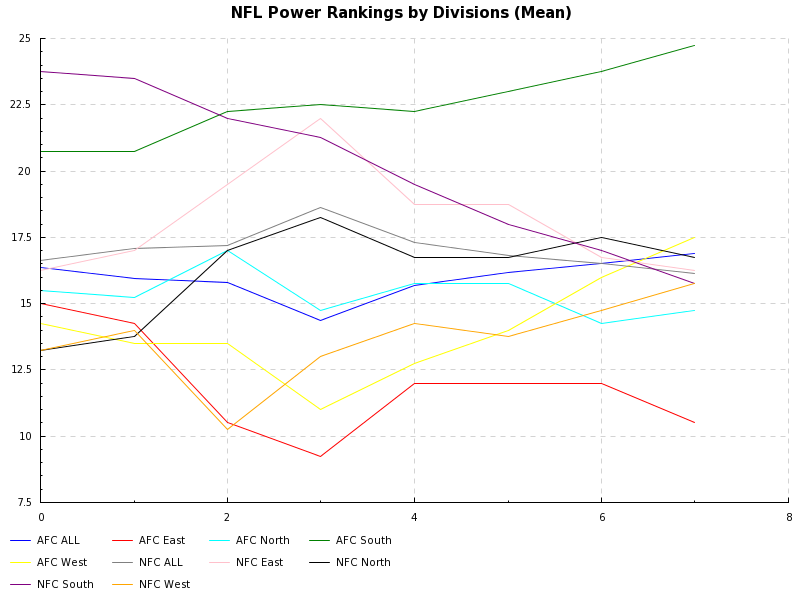 NFL Power Rankings by Divisions (Mean)
25
22.5
20
17.5
15
12.5
10
7.5
0 2 4 6 8
AFC ALL AFC East AFC North AFC South
AFC West NFC ALL NFC East NFC North
NFC South NFC West